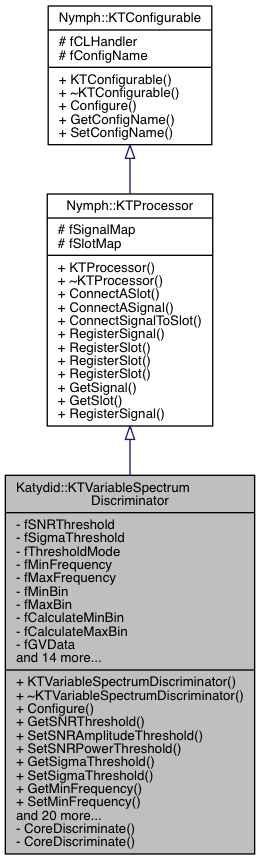 Nymph::KTConfigurable
# fCLHandler
# fConfigName
+ KTConfigurable()
+ ~KTConfigurable()
+ Configure()
+ GetConfigName()
+ SetConfigName()
Nymph::KTProcessor
# fSignalMap
# fSlotMap
+ KTProcessor()
+ ~KTProcessor()
+ ConnectASlot()
+ ConnectASignal()
+ ConnectSignalToSlot()
+ RegisterSignal()
+ RegisterSlot()
+ RegisterSlot()
+ RegisterSlot()
+ GetSignal()
+ GetSlot()
+ RegisterSignal()
Katydid::KTVariableSpectrum
Discriminator
- fSNRThreshold
- fSigmaThreshold
- fThresholdMode
- fMinFrequency
- fMaxFrequency
- fMinBin
- fMaxBin
- fCalculateMinBin
- fCalculateMaxBin
- fGVData
and 14 more...
+ KTVariableSpectrumDiscriminator()
+ ~KTVariableSpectrumDiscriminator()
+ Configure()
+ GetSNRThreshold()
+ SetSNRAmplitudeThreshold()
+ SetSNRPowerThreshold()
+ GetSigmaThreshold()
+ SetSigmaThreshold()
+ GetMinFrequency()
+ SetMinFrequency()
and 20 more...
- CoreDiscriminate()
- CoreDiscriminate()